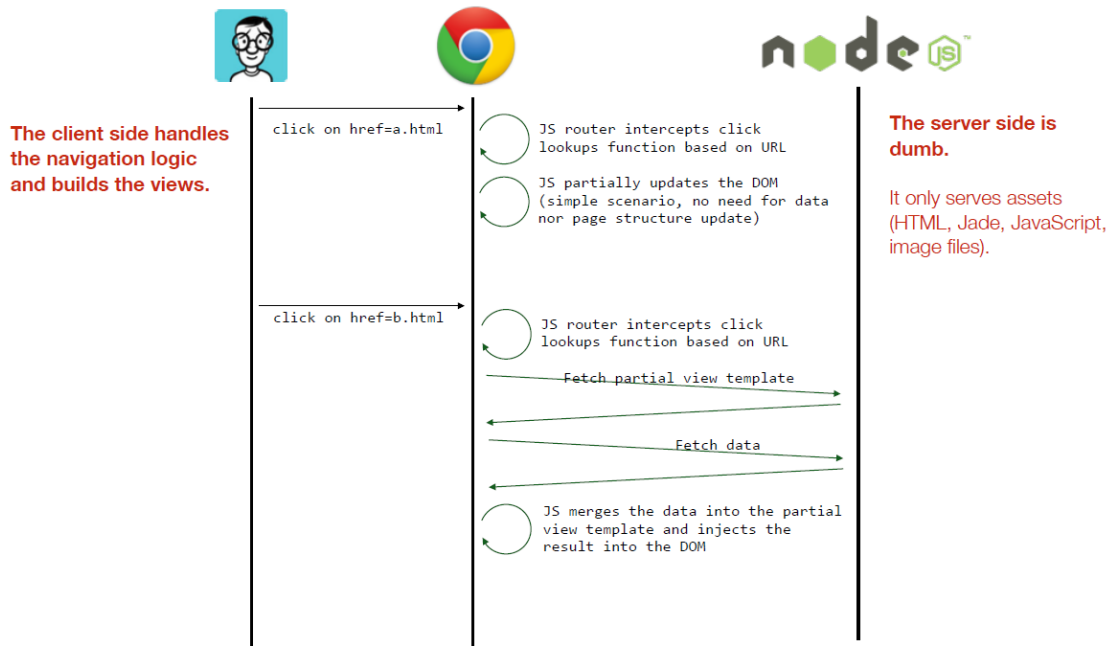 node
JS
TM
The client side handles
the navigation logic
and builds the views.
click on href=a.html
JS router intercepts click
lookups function based on URL
JS partially updates the DOM
(simple scenario, no need for data
nor page structure update)
The server side is
dumb.
It only serves assets
(HTML, Jade, JavaScript,
image files).
click on href=b.html
JS router intercepts click
lookups function based on URL
Fetch partial view template
Fetch data
JS merges the data into the partial
view template and injects the
result into the DOM